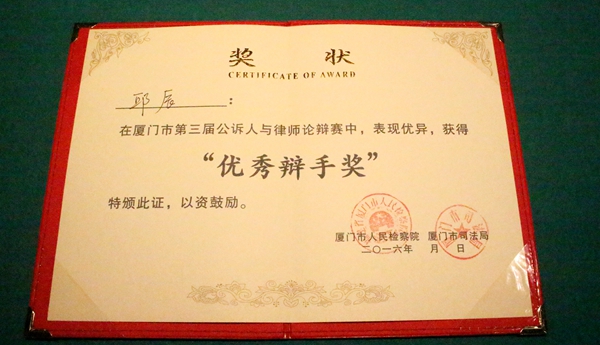 奖 状
CERTIFICATE OF AWARD
邱辰：
在厦门市第三届公诉人与律师论辩赛中，表现优异，获得
“优秀辩手奖”
特颁此证，以资鼓励。
厦门市人民检察院 厦门市司法局
二〇一六年 月 日